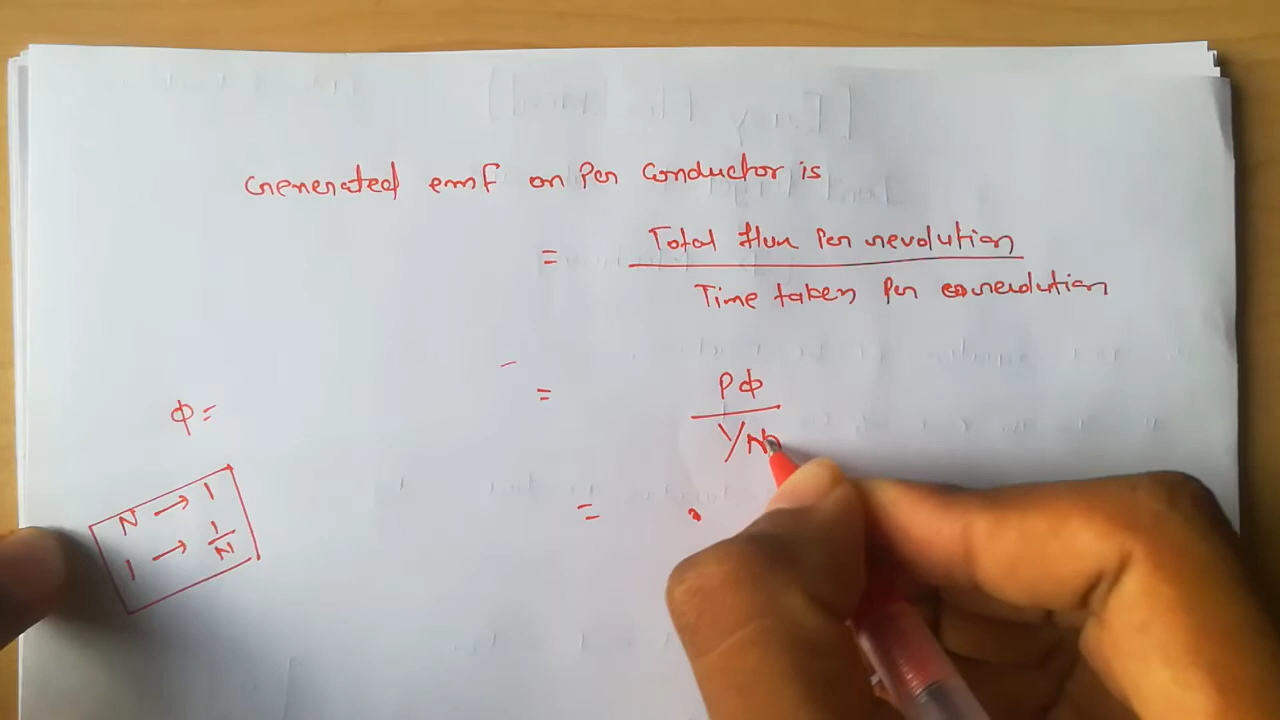 Generated emf on Per conductor is
= Total flux Per revolution
Time taken Per revolution
= Pφ
1/N
=
φ =
N → 1
1 → 1/N